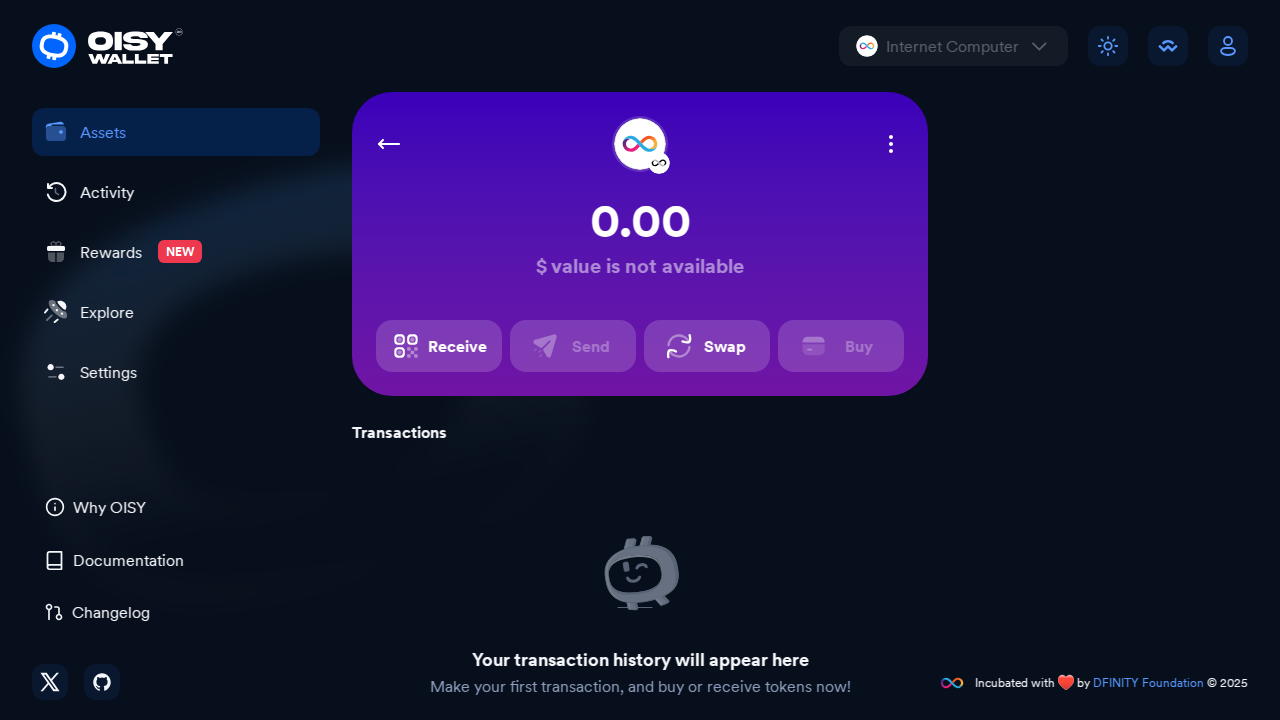 OISY
WALLET
Internet Computer
Assets
Activity
Rewards NEW
Explore
Settings
Why OISY
Documentation
Changelog
0.00
$ value is not available
Receive
Send
Swap
Buy
Transactions
Your transaction history will appear here
Make your first transaction, and buy or receive tokens now!
Incubated with ❤️ by DFINITY Foundation © 2025